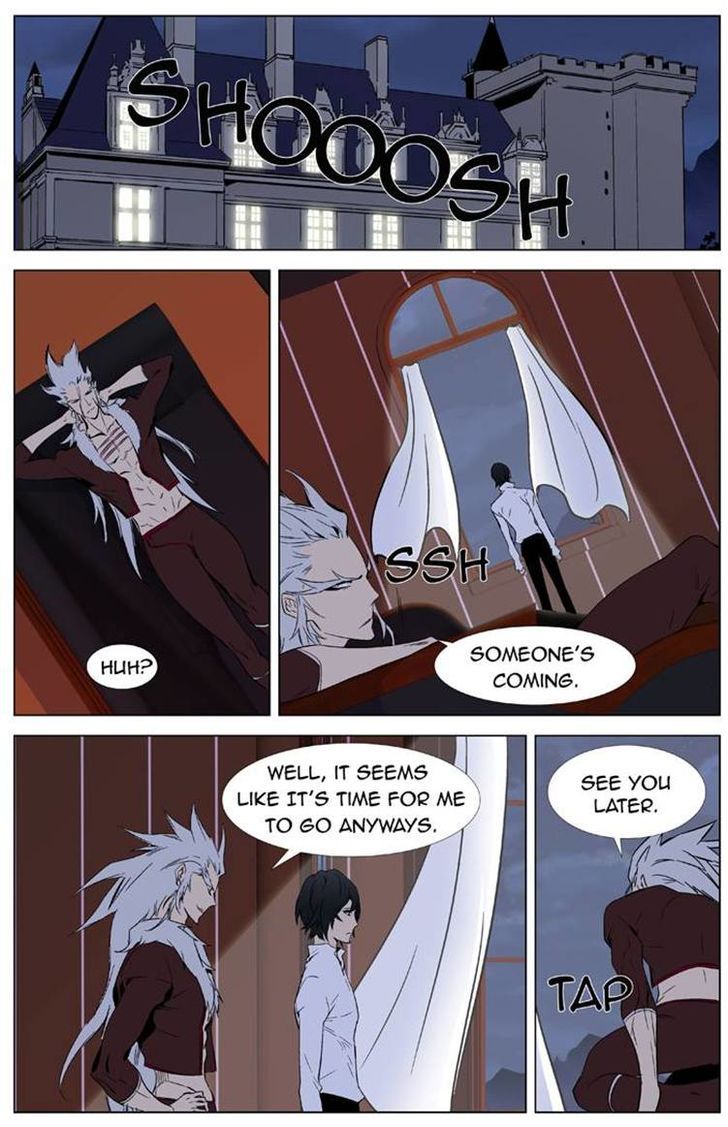 SHOOOSH
HUH?
SSH
SOMEONE'S
COMING.
WELL, IT SEEMS
LIKE IT'S TIME FOR ME
TO GO ANYWAYS.
SEE YOU
LATER.
TAP